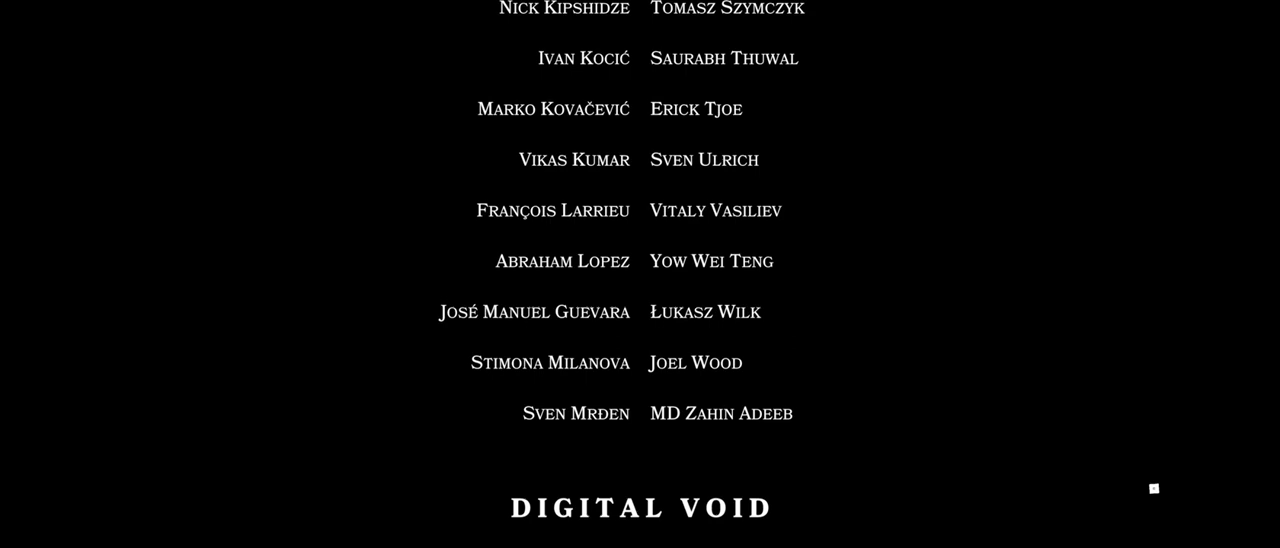 Nick Kipshidze Tomasz Szymczyk
Ivan Kocić Saurabh Thuwal
Marko Kovačević Erick Tjoe
Vikas Kumar Sven Ulrich
François Larrieu Vitaly Vasiliev
Abraham Lopez Yow Wei Teng
José Manuel Guevara Łukasz Wilk
Stimona Milanova Joel Wood
Sven Mrđen MD Zahin Adeeb
DIGITAL VOID